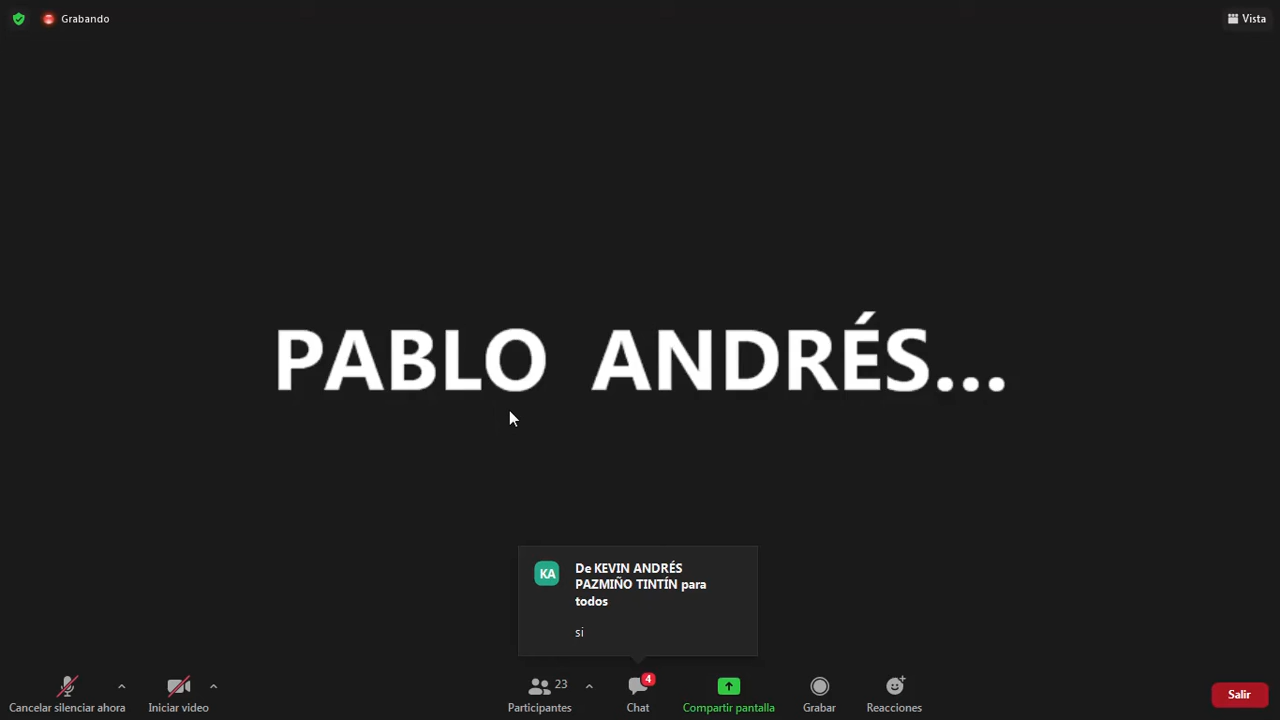 Grabando
Vista
PABLO ANDRÉS...
KA
De KEVIN ANDRÉS
PAZMIÑO TINTÍN para
todos
si
23
4
Cancelar silenciar ahora
Iniciar video
Participantes
Chat
Compartir pantalla
Grabar
Reacciones
Salir